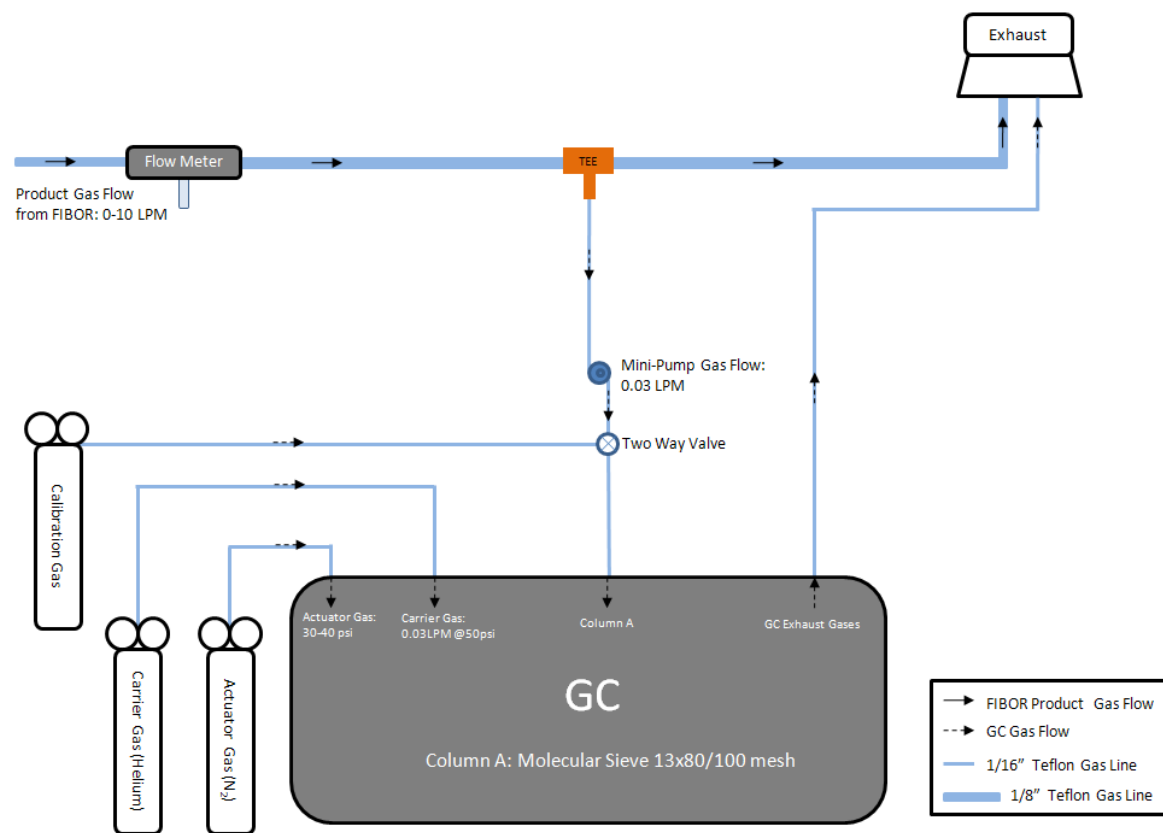 Exhaust
Flow Meter
TEE
Product Gas Flow
from FIBOR: 0-10 LPM
Mini-Pump Gas Flow:
0.03 LPM
Two Way Valve
Calibration Gas
Carrier Gas (Helium)
Actuator Gas (N₂)
Actuator Gas:
30-40 psi
Carrier Gas:
0.03LPM @50psi
Column A
GC Exhaust Gases
GC
Column A: Molecular Sieve 13x80/100 mesh
FIBOR Product Gas Flow
GC Gas Flow
1/16" Teflon Gas Line
1/8" Teflon Gas Line